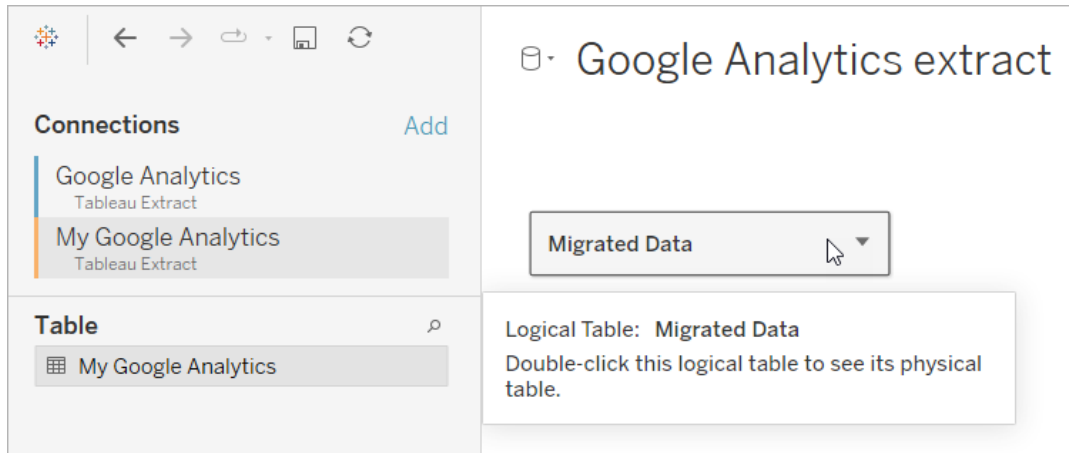 Google Analytics extract
Connections
Add
Google Analytics
Tableau Extract
My Google Analytics
Tableau Extract
Migrated Data
Table
My Google Analytics
Logical Table: Migrated Data
Double-click this logical table to see its physical
table.